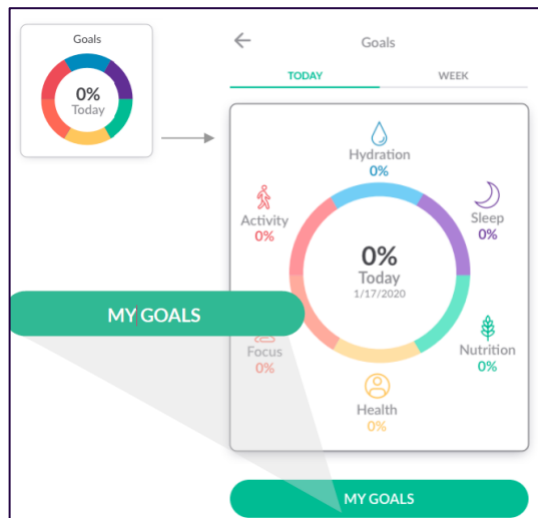 Goals
0%
Today
Goals
TODAY
WEEK
Hydration
0%
Activity
0%
Sleep
0%
0%
Today
1/17/2020
MY GOALS
Focus
0%
Nutrition
0%
Health
0%
MY GOALS